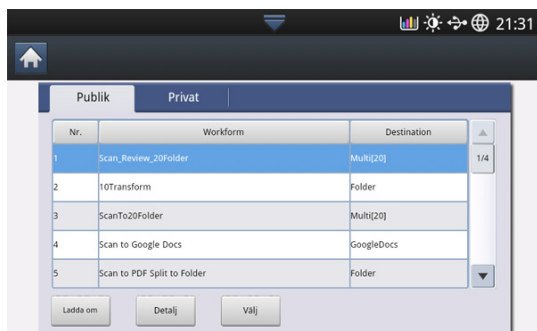 21:31
Publik Privat
Nr. Workform Destination
1 Scan_Review_20Folder Multi[20] 1/4
2 10Transform Folder
3 ScanTo20Folder Multi[20]
4 Scan to Google Docs GoogleDocs
5 Scan to PDF Split to Folder Folder
Ladda om Detalj Välj